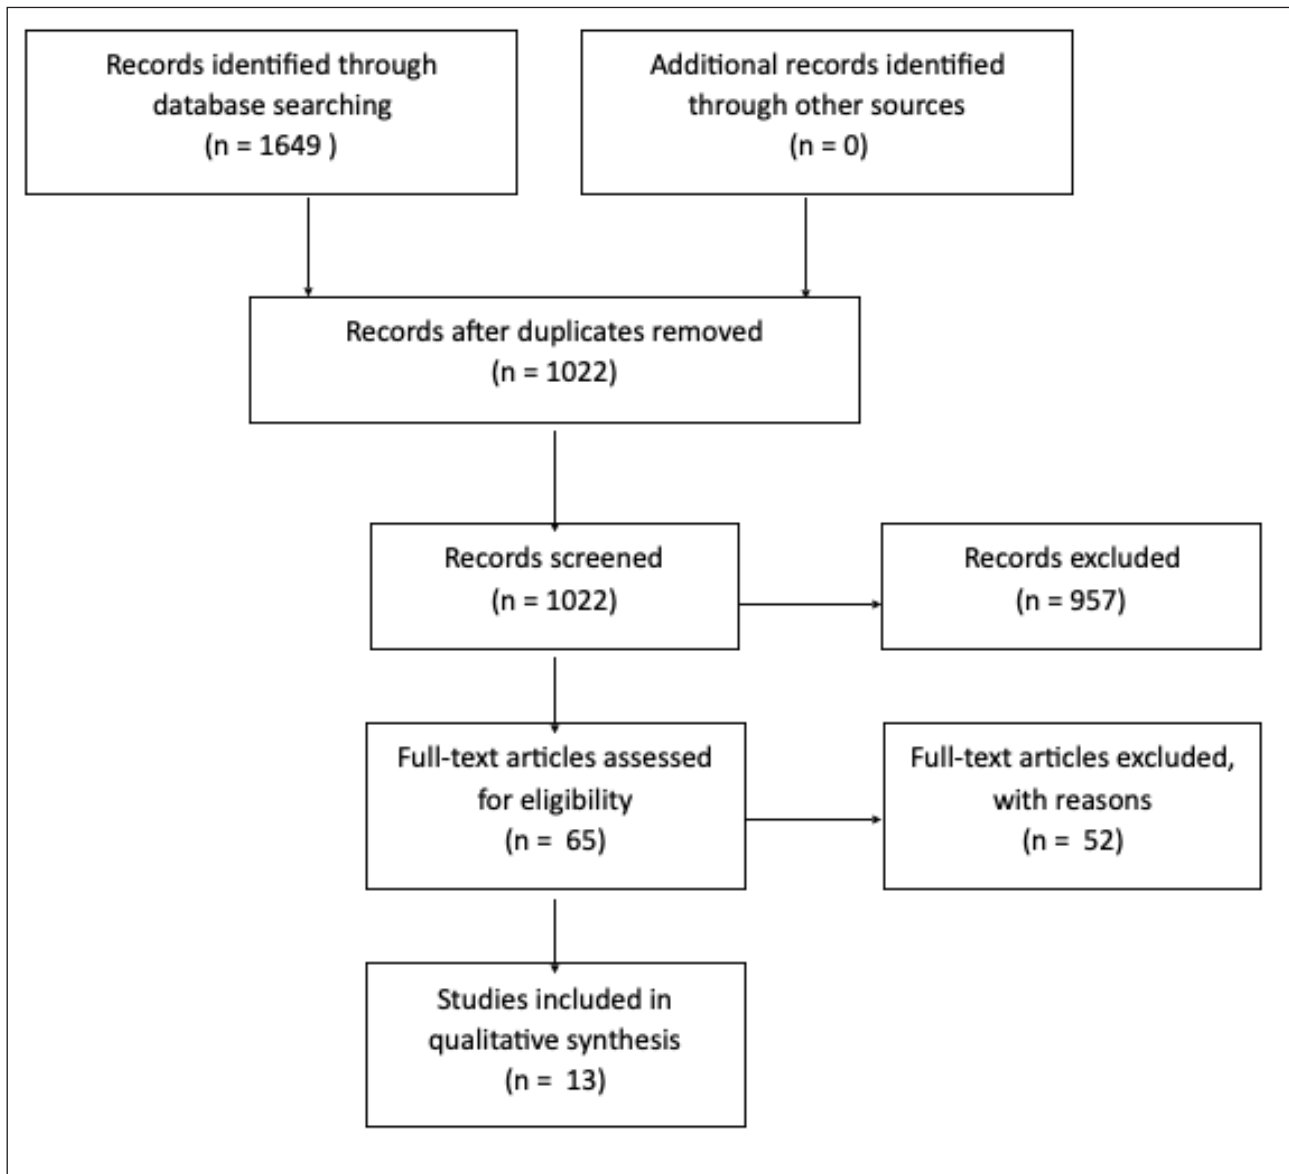 Records identified through
database searching
(n = 1649 )
Additional records identified
through other sources
(n = 0)
Records after duplicates removed
(n = 1022)
Records screened
(n = 1022)
Records excluded
(n = 957)
Full-text articles assessed
for eligibility
(n =  65)
Full-text articles excluded,
with reasons
(n =  52)
Studies included in
qualitative synthesis
(n =  13)